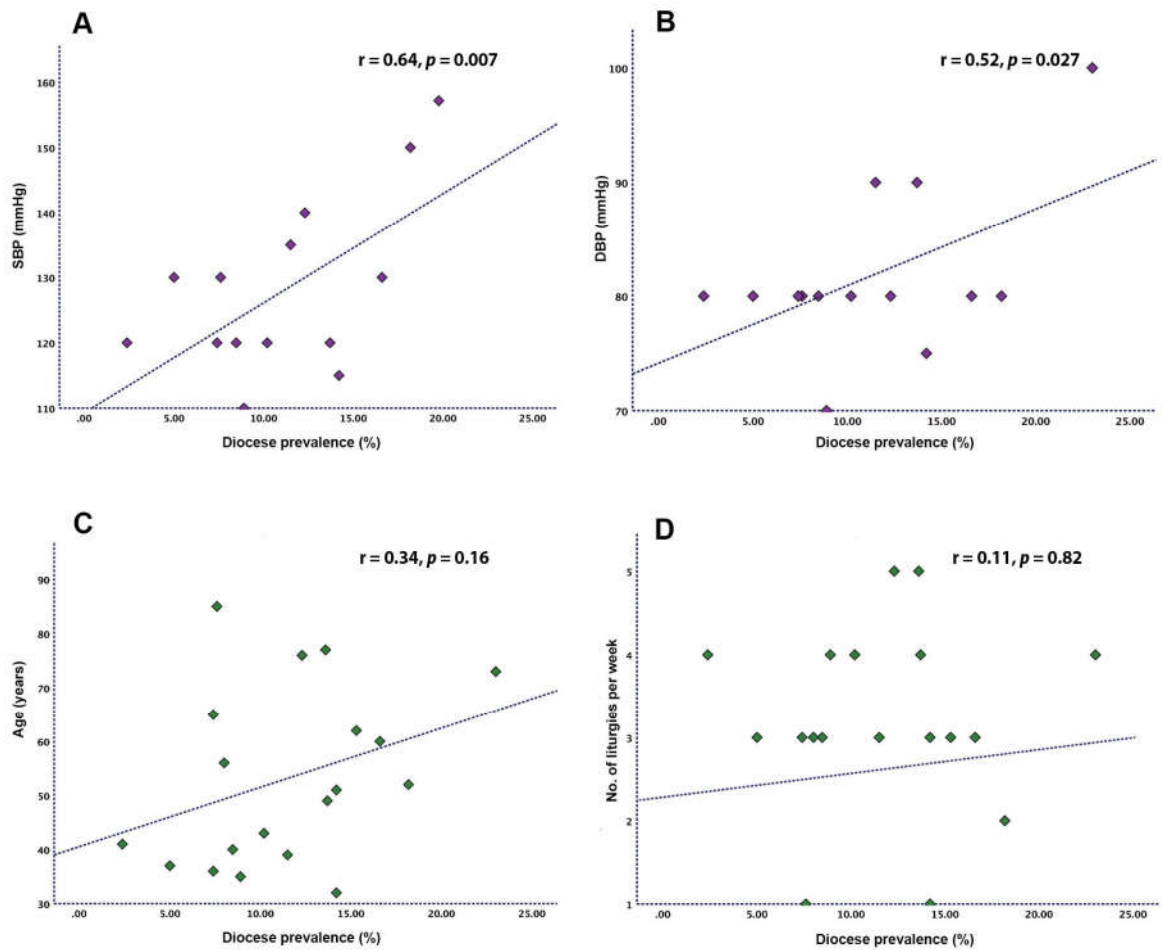 A
r = 0.64, p = 0.007
SBP (mmHg)
160
150
140
130
120
110
.00 5.00 10.00 15.00 20.00 25.00
Diocese prevalence (%)
B
r = 0.52, p = 0.027
DBP (mmHg)
100
90
80
70
.00 5.00 10.00 15.00 20.00 25.00
Diocese prevalence (%)
C
r = 0.34, p = 0.16
Age (years)
90
80
70
60
50
40
30
.00 5.00 10.00 15.00 20.00 25.00
Diocese prevalence (%)
D
r = 0.11, p = 0.82
No. of liturgies per week
5
4
3
2
1
.00 5.00 10.00 15.00 20.00 25.00
Diocese prevalence (%)